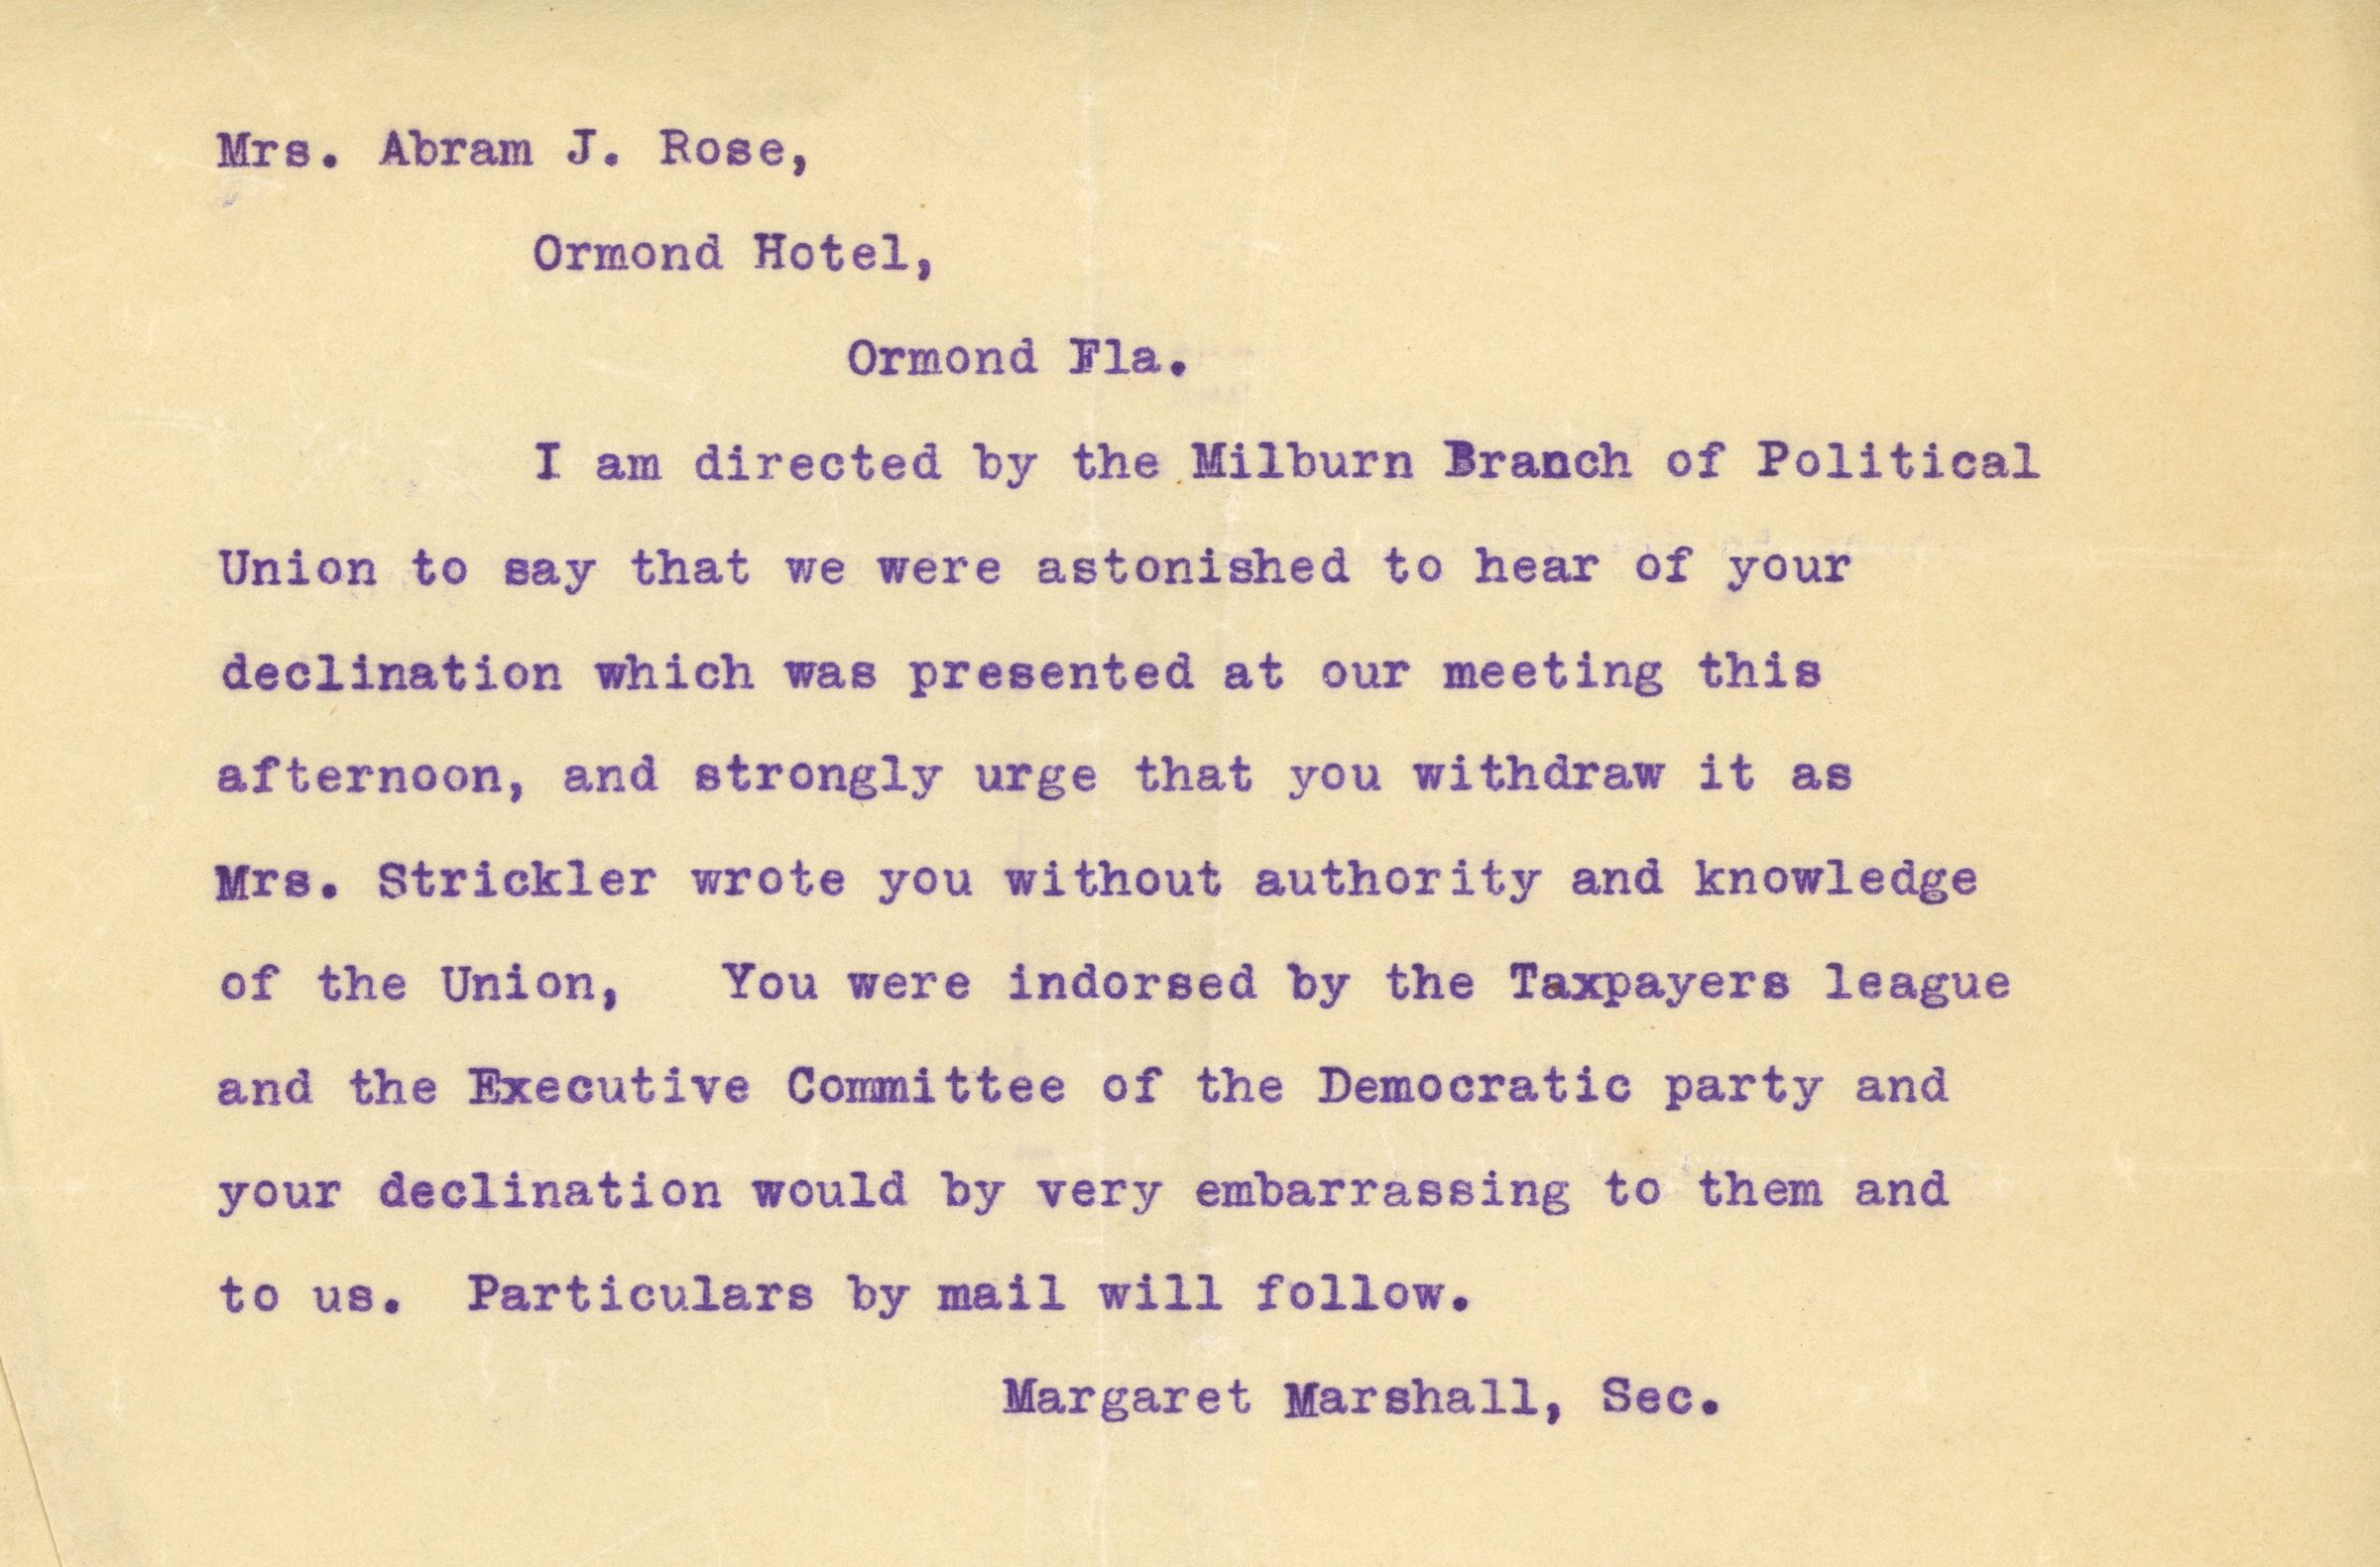 Mrs. Abram J. Rose,
Ormond Hotel,
Ormond Fla.
I am directed by the Milburn Branch of Political
Union to say that we were astonished to hear of your
declination which was presented at our meeting this
afternoon, and strongly urge that you withdraw it as
Mrs. Strickler wrote you without authority and knowledge
of the Union,   You were indorsed by the Taxpayers league
and the Executive Committee of the Democratic party and
your declination would by very embarrassing to them and
to us.  Particulars by mail will follow.
Margaret Marshall, Sec.